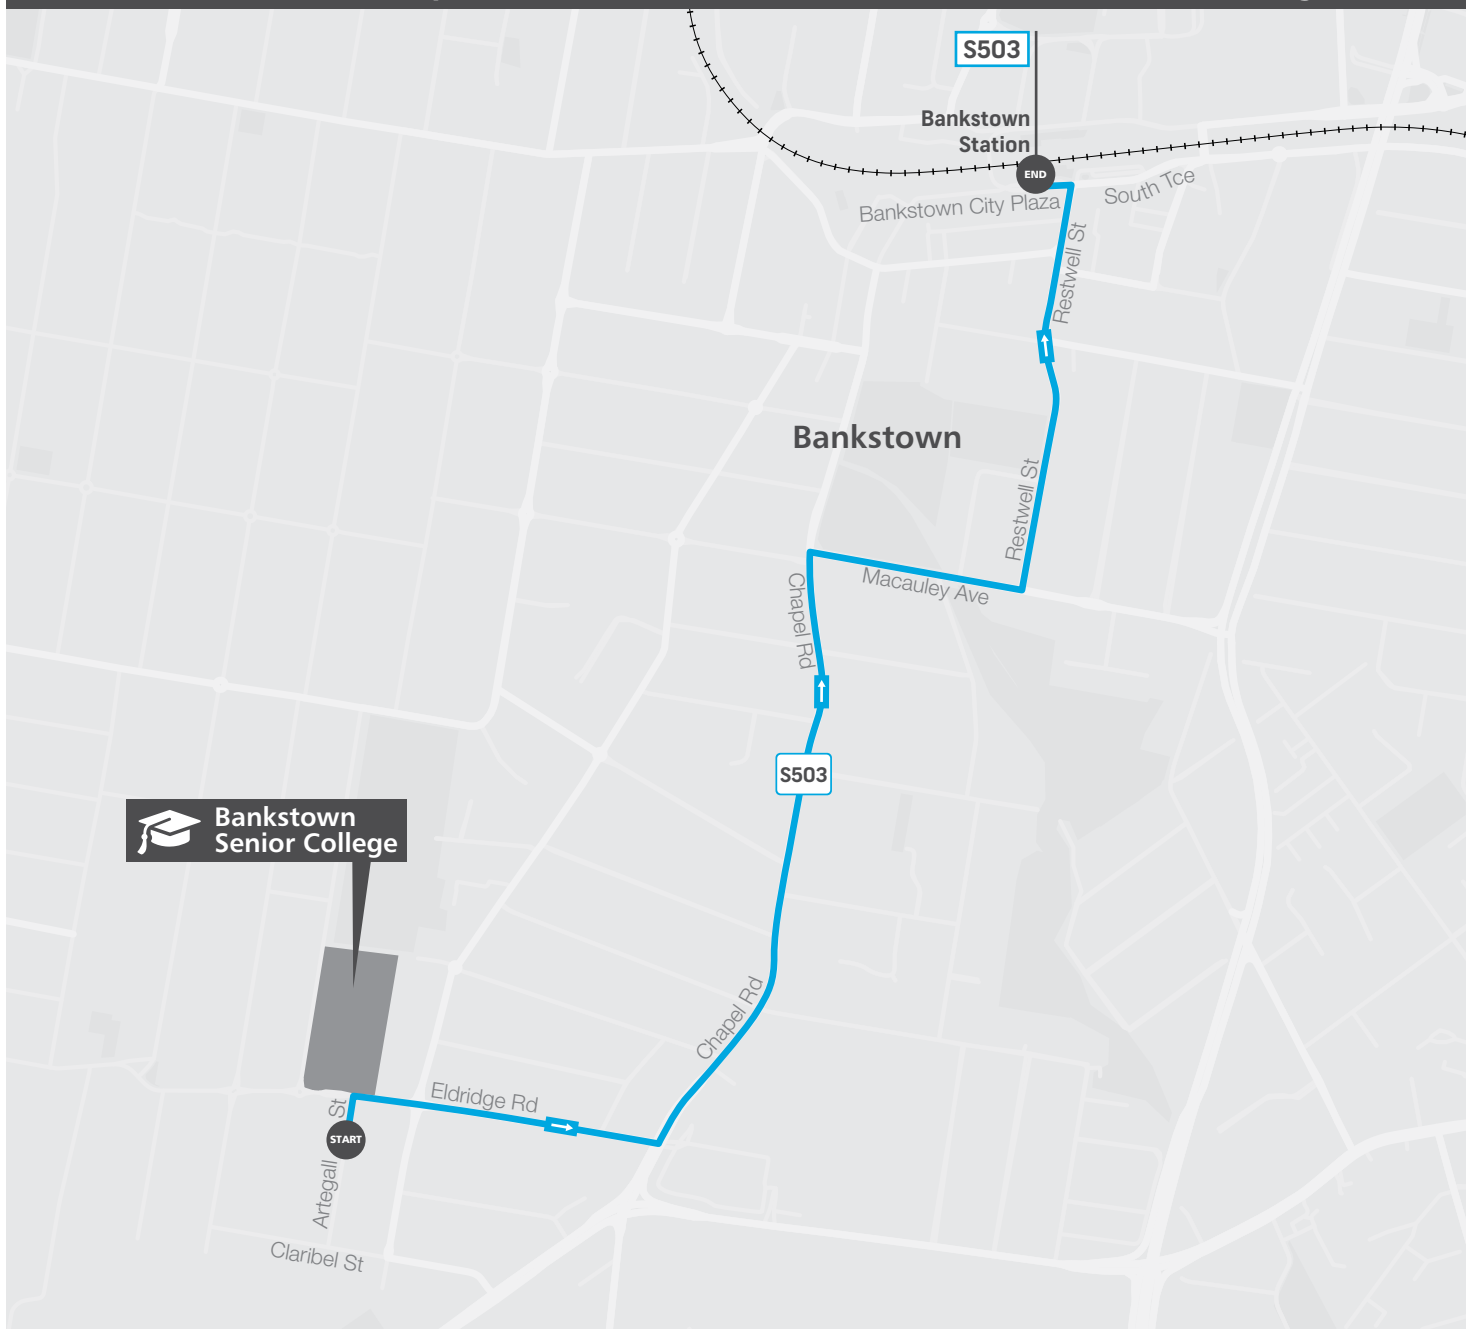 S503
Bankstown
Station
END
Bankstown City Plaza
South Tce
Restwell St
Bankstown
Restwell St
Macauley Ave
Chapel Rd
S503
Bankstown
Senior College
Chapel Rd
Eldridge Rd
START
Artegall St
Claribel St